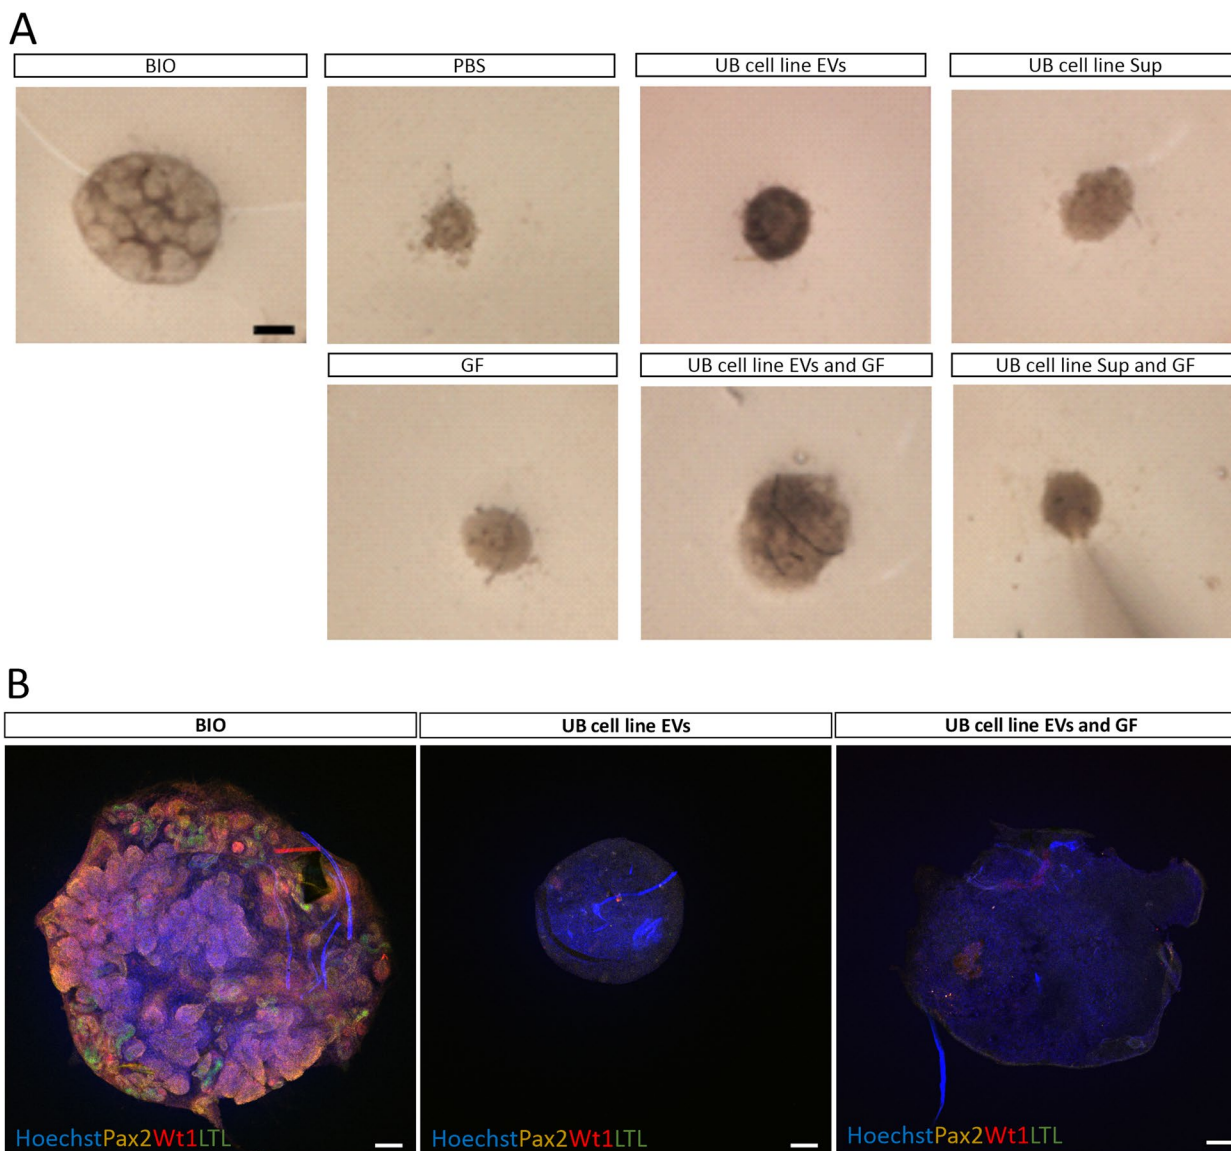 A
BIO
PBS
UB cell line EVs
UB cell line Sup
GF
UB cell line EVs and GF
UB cell line Sup and GF
B
BIO
UB cell line EVs
UB cell line EVs and GF
HoechstPax2Wt1LTL
HoechstPax2Wt1LTL
HoechstPax2Wt1LTL